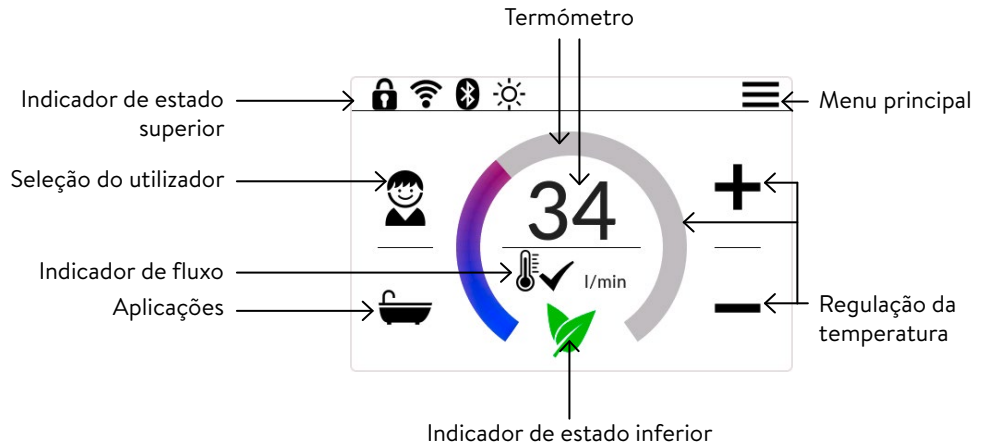 Termómetro
Indicador de estado
superior
Menu principal
Seleção do utilizador
34
Indicador de fluxo
l/min
Aplicações
Regulação da
temperatura
Indicador de estado inferior